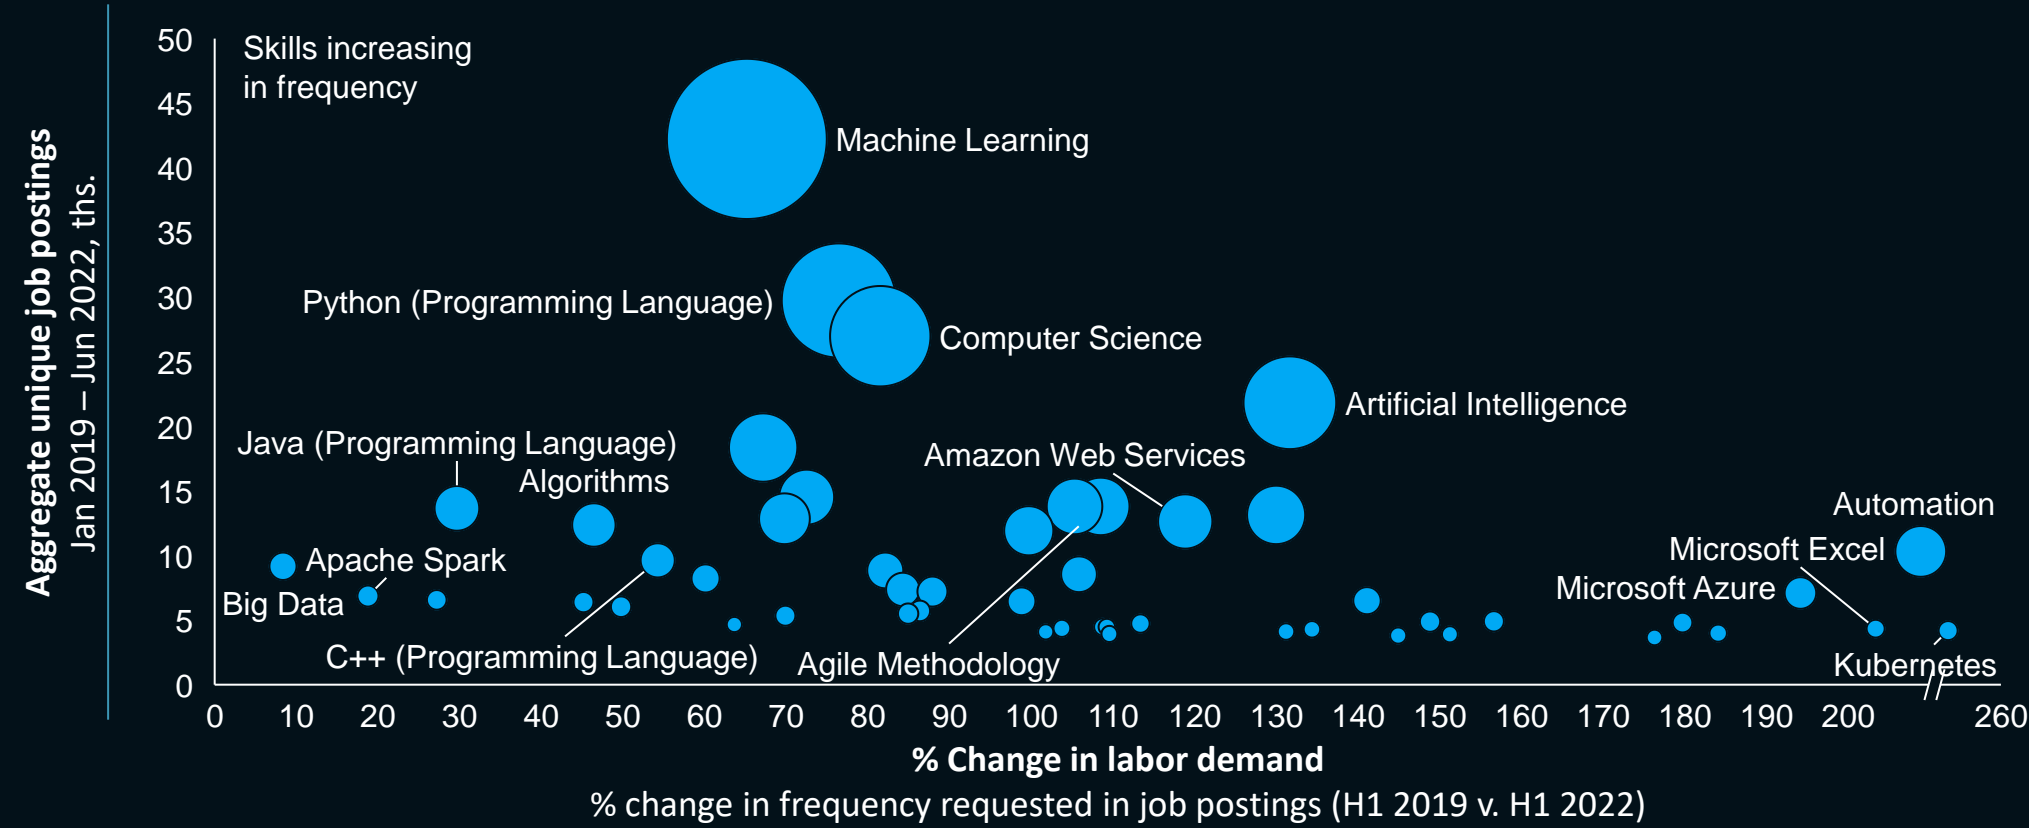 Aggregate unique job postings
Jan 2019 – Jun 2022, ths.
50
45
40
35
30
25
20
15
10
5
0
Skills increasing
in frequency
Machine Learning
Python (Programming Language)
Computer Science
Artificial Intelligence
Java (Programming Language)
Algorithms
Amazon Web Services
Automation
Microsoft Excel
Apache Spark
Microsoft Azure
Big Data
C++ (Programming Language)
Agile Methodology
Kubernetes
0 10 20 30 40 50 60 70 80 90 100 110 120 130 140 150 160 170 180 190 200 260
% Change in labor demand
% change in frequency requested in job postings (H1 2019 v. H1 2022)